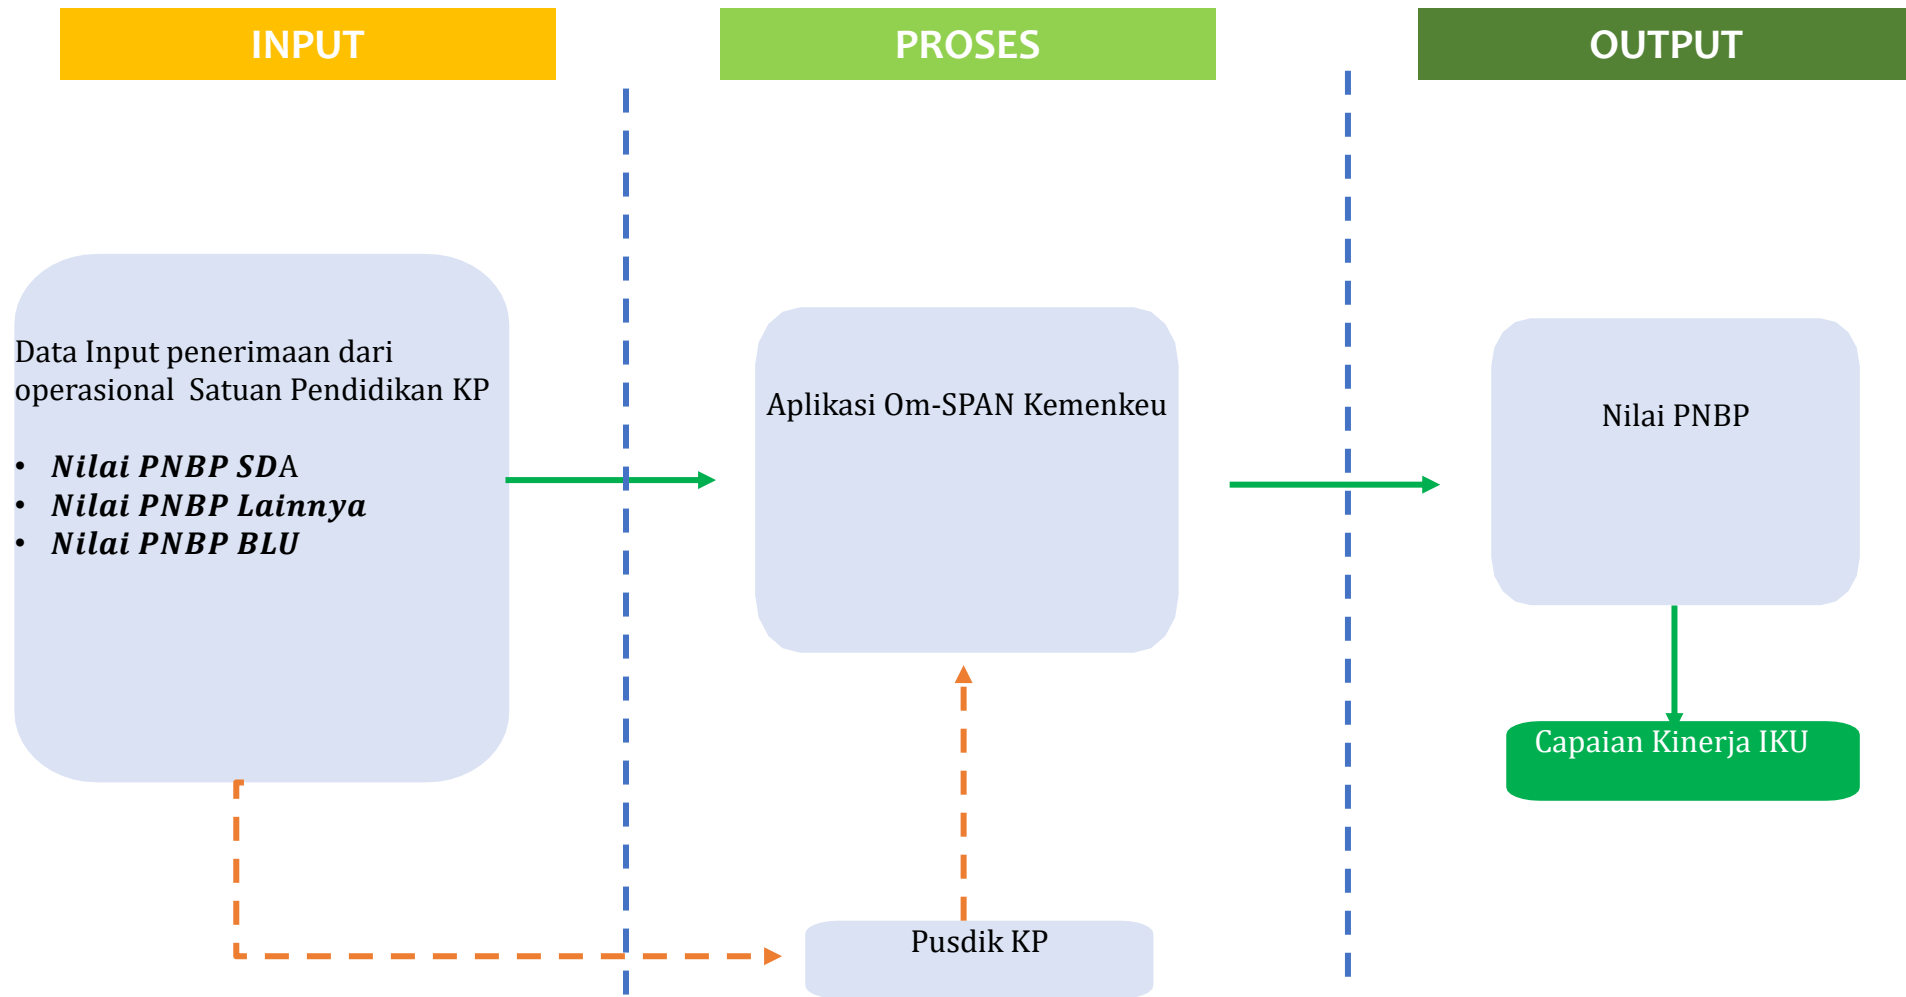 INPUT
PROSES
OUTPUT
Data Input penerimaan dari
operasional Satuan Pendidikan KP
• Nilai PNBP SDA
• Nilai PNBP Lainnya
• Nilai PNBP BLU
Aplikasi Om-SPAN Kemenkeu
Nilai PNBP
Capaian Kinerja IKU
Pusdik KP